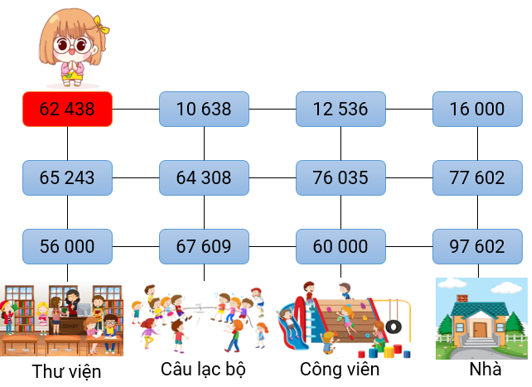 62 438 10 638 12 536 16 000
65 243 64 308 76 035 77 602
56 000 67 609 60 000 97 602
Thư viện Câu lạc bộ Công viên Nhà